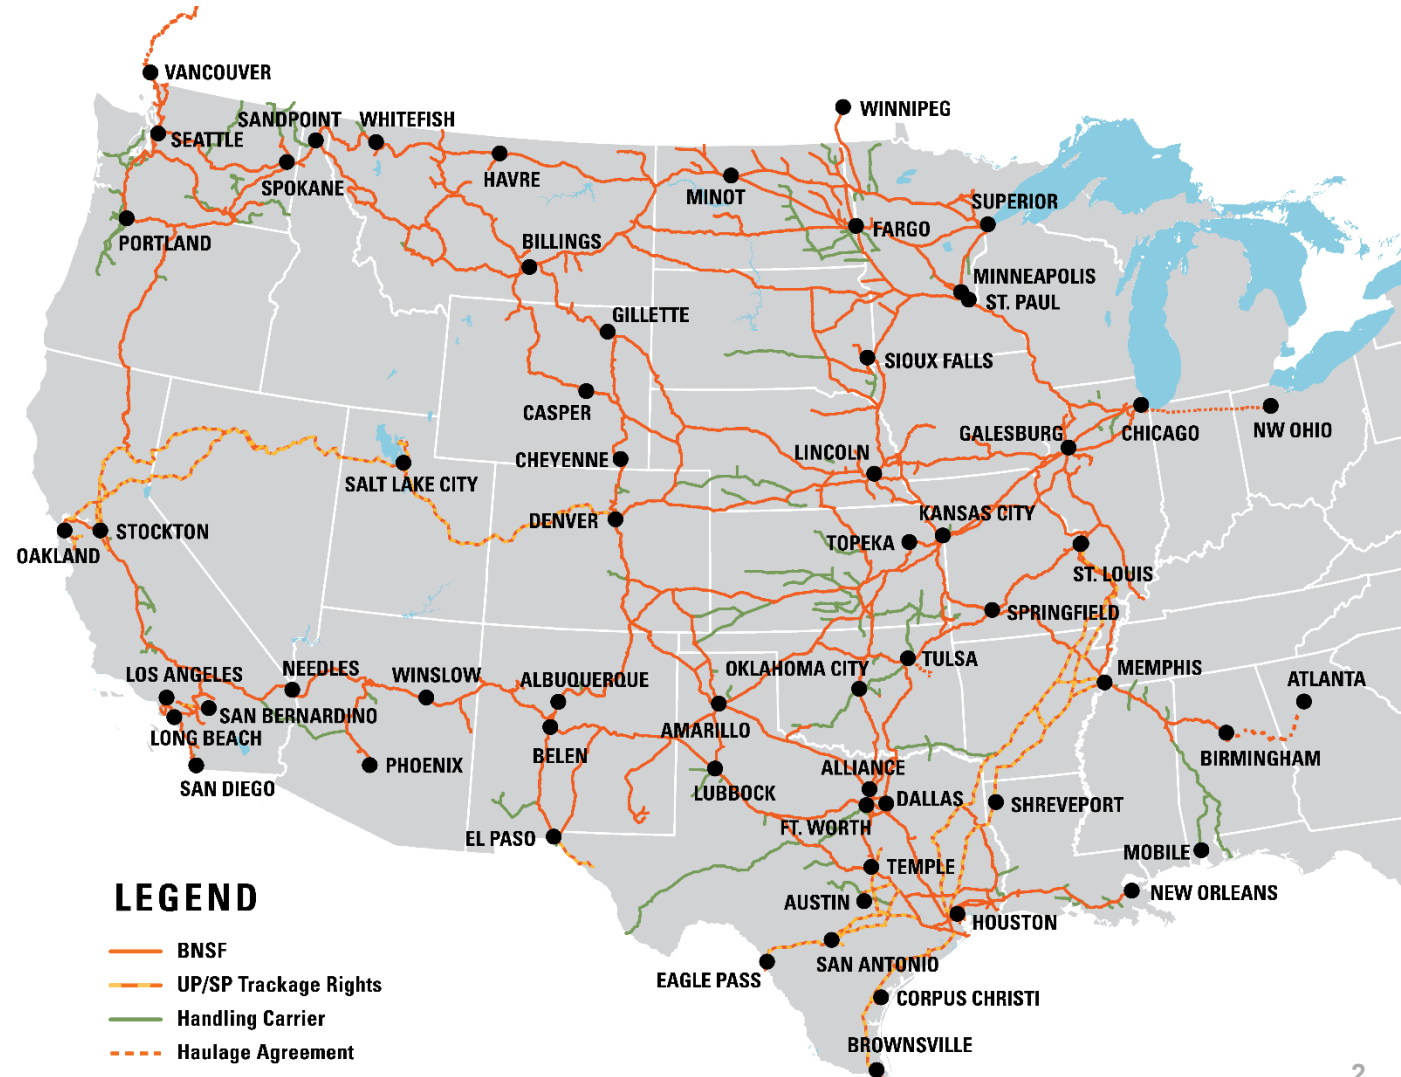 VANCOUVER
WINNIPEG
SANDPOINT
WHITEFISH
SEATTLE
SPOKANE
HAVRE
MINOT
SUPERIOR
PORTLAND
FARGO
BILLINGS
MINNEAPOLIS
ST. PAUL
GILLETTE
SIOUX FALLS
CASPER
GALESBURG
CHICAGO
NW OHIO
CHEYENNE
LINCOLN
SALT LAKE CITY
DENVER
KANSAS CITY
STOCKTON
TOPEKA
OAKLAND
ST. LOUIS
SPRINGFIELD
LOS ANGELES
NEEDLES
WINSLOW
ALBUQUERQUE
OKLAHOMA CITY
TULSA
MEMPHIS
ATLANTA
SAN BERNARDINO
LONG BEACH
AMARILLO
BELEN
BIRMINGHAM
PHOENIX
SAN DIEGO
ALLIANCE
LUBBOCK
DALLAS
SHREVEPORT
FT. WORTH
EL PASO
MOBILE
TEMPLE
NEW ORLEANS
AUSTIN
HOUSTON
SAN ANTONIO
EAGLE PASS
CORPUS CHRISTI
BROWNSVILLE
LEGEND
BNSF
UP/SP Trackage Rights
Handling Carrier
Haulage Agreement
2